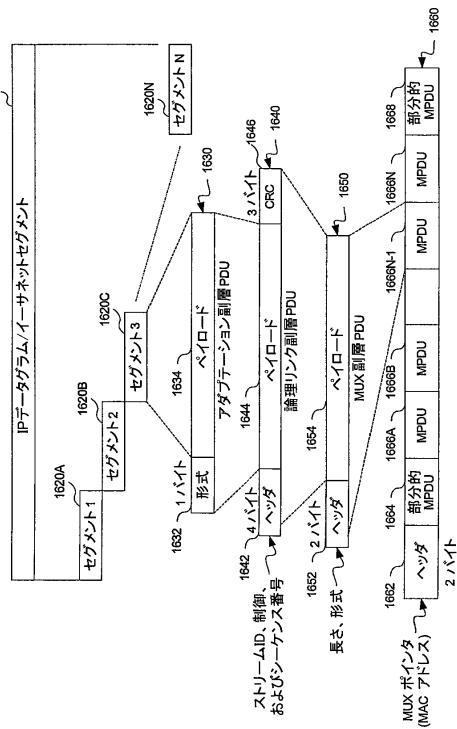 IPデータグラム/イーサネットセグメント
1620A
セグメント1
1620B
セグメント2
1620C
セグメント3
1620N
セグメントN
1630
1632
1バイト
形式
1634
ペイロード
アダプテーション副層PDU
1640
1642
4バイト
ヘッダ
1644
ペイロード
論理リンク副層PDU
1646
3バイト
CRC
ストリームID、制御、
およびシーケンス番号
1650
1652
2バイト
ヘッダ
1654
ペイロード
MUX副層PDU
長さ、形式
1660
1662
ヘッダ
2バイト
1664
部分的
MPDU
1666A
MPDU
1666B
MPDU
1666N-1
MPDU
1666N
MPDU
1668
部分的
MPDU
MUXポインタ
(MACアドレス)